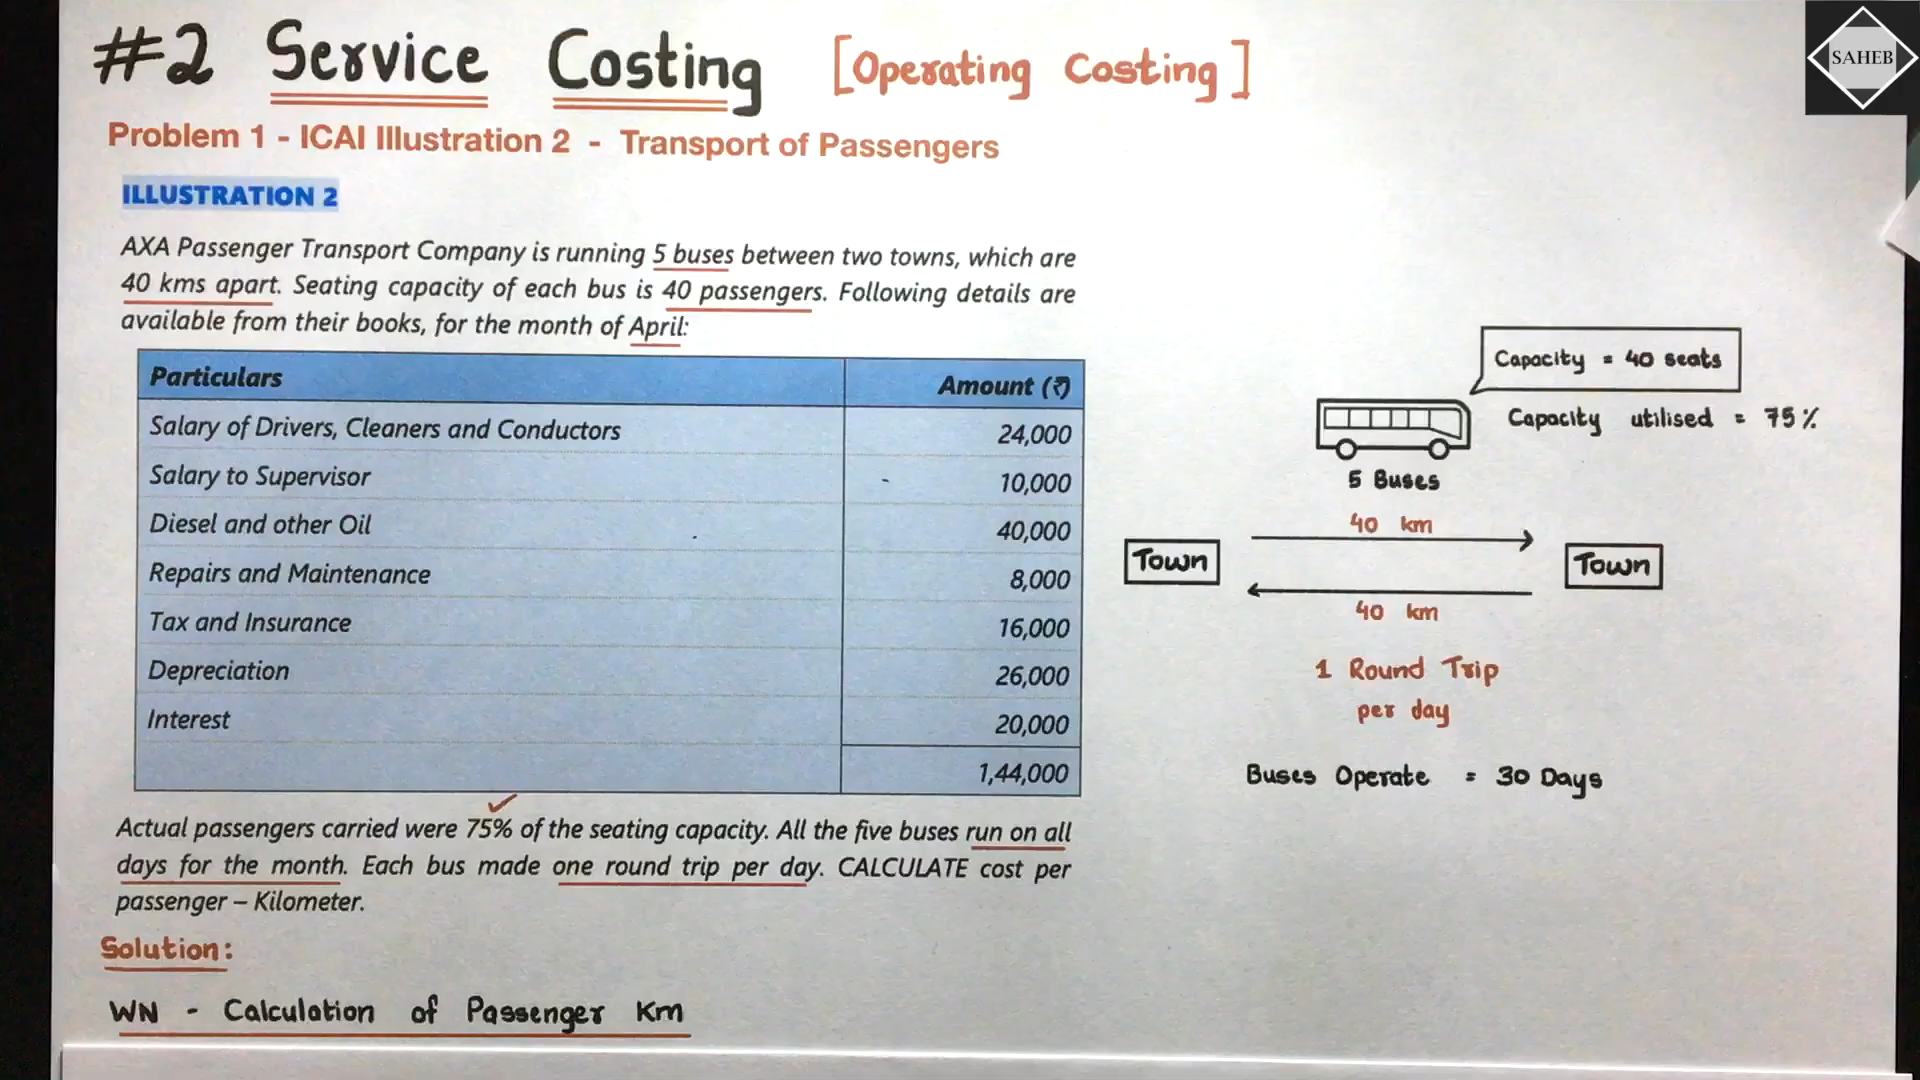 #2 Service Costing [Operating Costing]
SAHEB
Problem 1 - ICAI Illustration 2 - Transport of Passengers
ILLUSTRATION 2
AXA Passenger Transport Company is running 5 buses between two towns, which are
40 kms apart. Seating capacity of each bus is 40 passengers. Following details are
available from their books, for the month of April:
Particulars Amount (₹)
Salary of Drivers, Cleaners and Conductors 24,000
Salary to Supervisor 10,000
Diesel and other Oil 40,000
Repairs and Maintenance 8,000
Tax and Insurance 16,000
Depreciation 26,000
Interest 20,000
1,44,000
Actual passengers carried were 75% of the seating capacity. All the five buses run on all
days for the month. Each bus made one round trip per day. CALCULATE cost per
passenger – Kilometer.
Capacity = 40 seats
Capacity utilised = 75%
5 Buses
40 km
Town Town
40 km
1 Round Trip
per day
Buses Operate = 30 Days
Solution:
WN - Calculation of Passenger Km